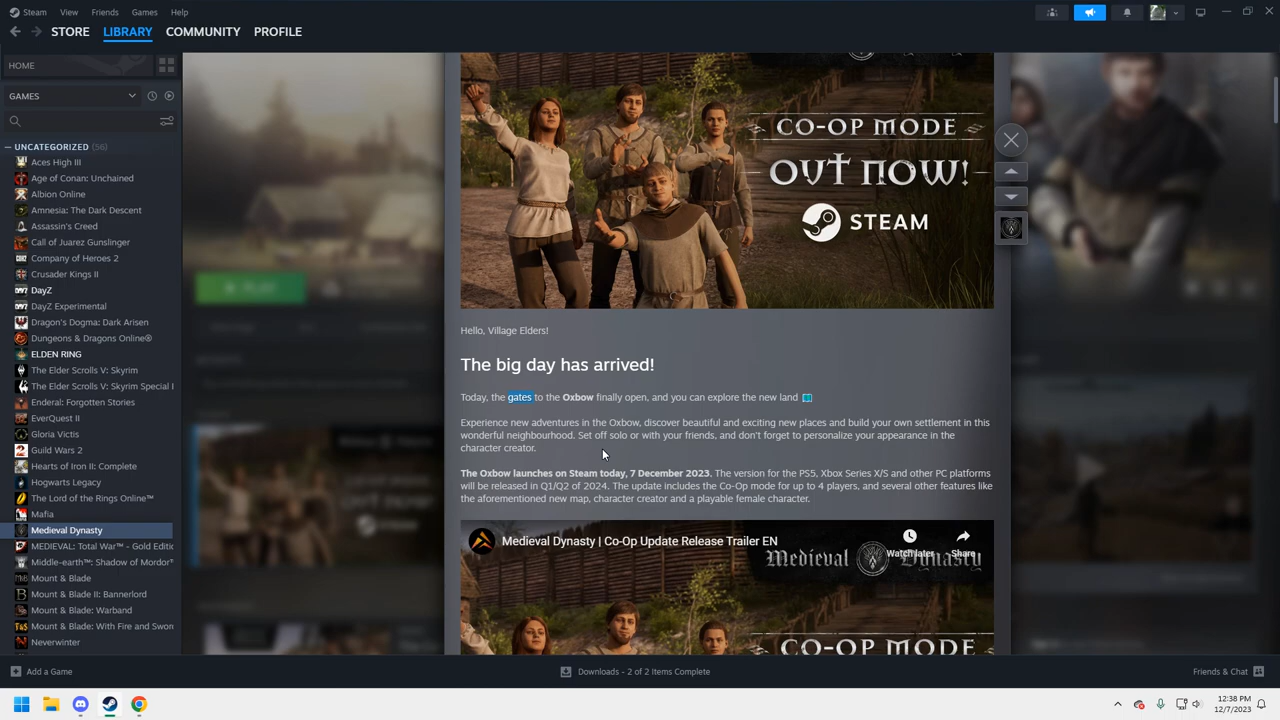 Steam View Friends Games Help
STORE LIBRARY COMMUNITY PROFILE
HOME
GAMES
UNCATEGORIZED (56)
Aces High III
Age of Conan: Unchained
Albion Online
Amnesia: The Dark Descent
Assassin's Creed
Call of Juarez Gunslinger
Company of Heroes 2
Crusader Kings II
DayZ
DayZ Experimental
Dragon's Dogma: Dark Arisen
Dungeons & Dragons Online®
ELDEN RING
The Elder Scrolls V: Skyrim
The Elder Scrolls V: Skyrim Special
Enderal: Forgotten Stories
EverQuest II
Gloria Victis
Guild Wars 2
Hearts of Iron II: Complete
Hogwarts Legacy
The Lord of the Rings Online™
Mafia
Medieval Dynasty
MEDIEVAL: Total War™ - Gold Editi
Middle-earth™: Shadow of Mordor™
Mount & Blade
Mount & Blade II: Bannerlord
Mount & Blade: Warband
Mount & Blade: With Fire and Swor
Neverwinter
PLAY
CO-OP MODE
OUT NOW!
STEAM
Hello, Village Elders!
The big day has arrived!
Today, the gates to the Oxbow finally open, and you can explore the new land
Experience new adventures in the Oxbow, discover beautiful and exciting new places and build your own settlement in this
wonderful neighbourhood. Set off solo or with your friends, and don't forget to personalize your appearance in the
character creator.
The Oxbow launches on Steam today, 7 December 2023. The version for the PS5, Xbox Series X/S and other PC platforms
will be released in Q1/Q2 of 2024. The update includes the Co-Op mode for up to 4 players, and several other features like
the aforementioned new map, character creator and a playable female character.
Medieval Dynasty | Co-Op Update Release Trailer EN
Watch later Share
Medieval Dynasty
CO-OP MODE
Add a Game
Downloads - 2 of 2 Items Complete
Friends & Chat
12:38 PM
12/7/2023